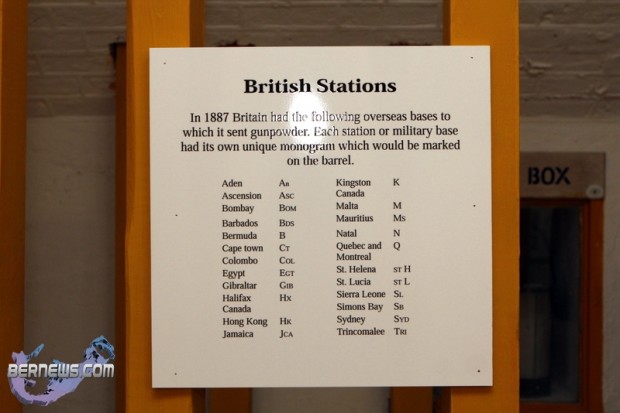 British Stations
In 1887 Britain had the following overseas bases to
which it sent gunpowder. Each station or military base
had its own unique monogram which would be marked
on the barrel.
Aden AB
Ascension ASC
Bombay BOM
Barbados BDS
Bermuda B
Cape town CT
Colombo COL
Egypt EGT
Gibraltar GIB
Halifax HX
Canada
Hong Kong HK
Jamaica JCA
Kingston K
Canada
Malta M
Mauritius MS
Natal N
Quebec and Q
Montreal
St. Helena ST H
St. Lucia ST L
Sierra Leone SL
Simons Bay SB
Sydney SYD
Trincomalee TRI
BOX
BERNEWS.COM